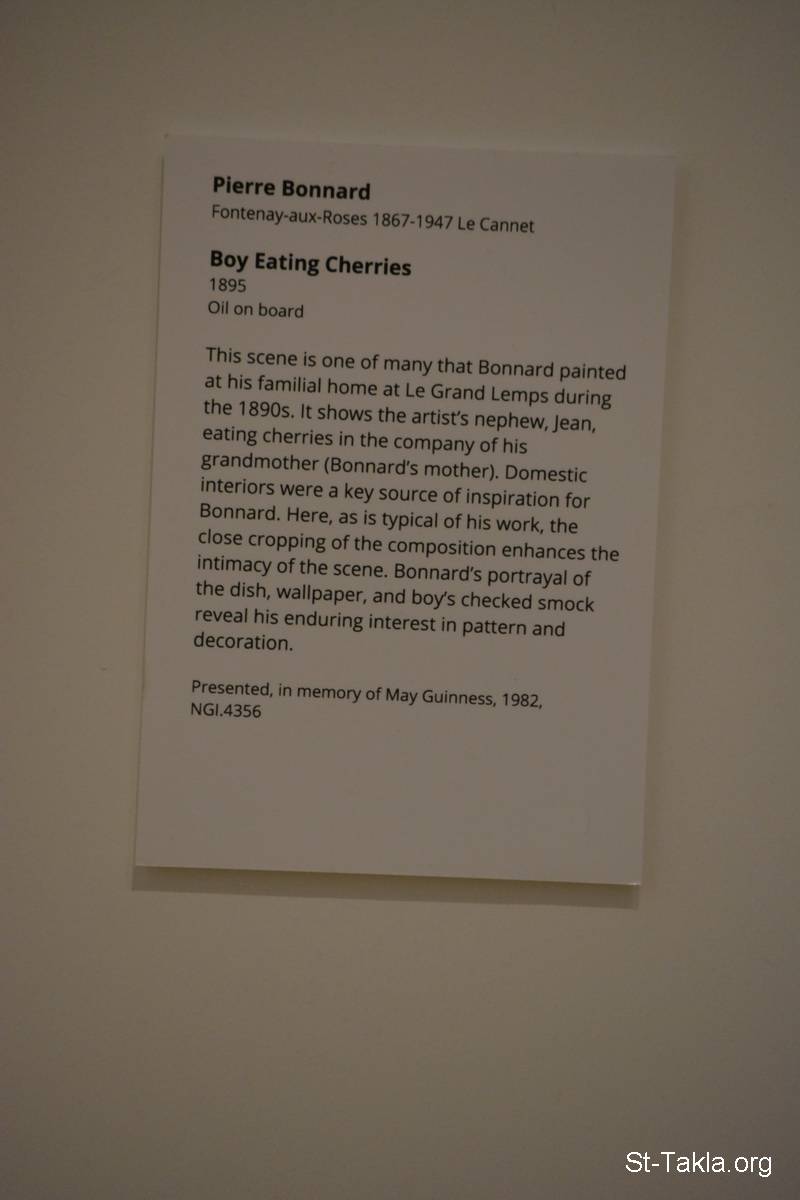 Pierre Bonnard
Fontenay-aux-Roses 1867-1947 Le Cannet
Boy Eating Cherries
1895
Oil on board
This scene is one of many that Bonnard painted
at his familial home at Le Grand Lemps during
the 1890s. It shows the artist's nephew, Jean,
eating cherries in the company of his
grandmother (Bonnard's mother). Domestic
interiors were a key source of inspiration for
Bonnard. Here, as is typical of his work, the
close cropping of the composition enhances the
intimacy of the scene. Bonnard's portrayal of
the dish, wallpaper, and boy's checked smock
reveal his enduring interest in pattern and
decoration.
Presented, in memory of May Guinness, 1982,
NGI.4356
St-Takla.org